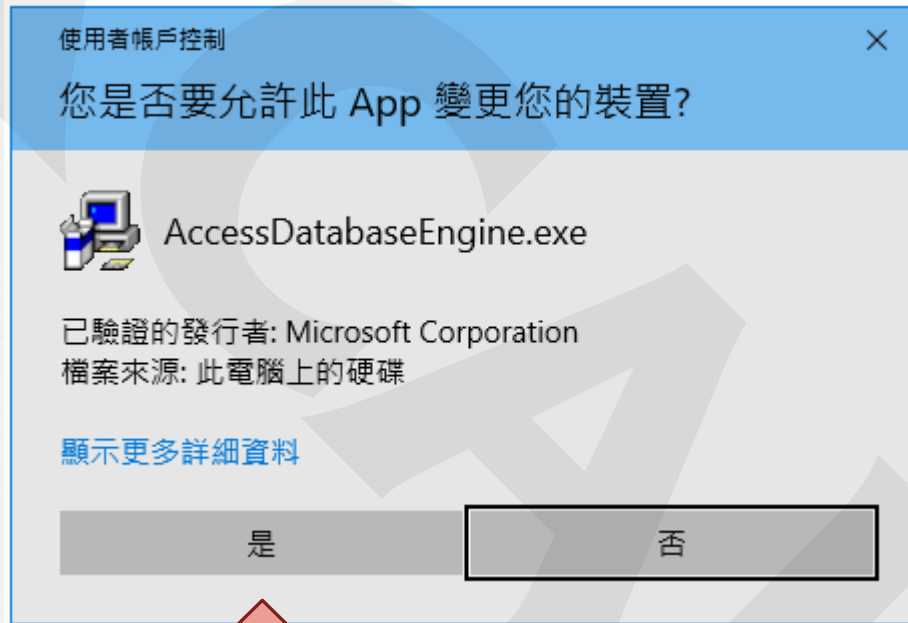 使用者帳戶控制
您是否要允許此 App 變更您的裝置?
AccessDatabaseEngine.exe
已驗證的發行者: Microsoft Corporation
檔案來源: 此電腦上的硬碟
顯示更多詳細資料
是
否